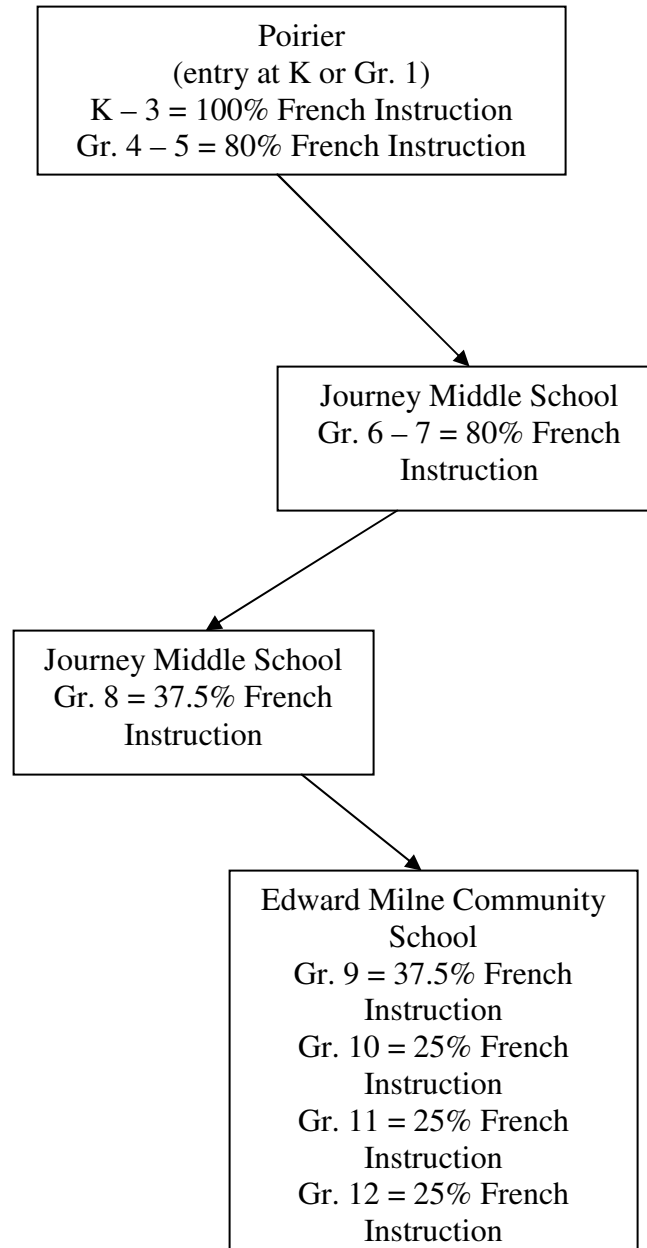 Poirier
(entry at K or Gr. 1)
K – 3 = 100% French Instruction
Gr. 4 – 5 = 80% French Instruction
Journey Middle School
Gr. 6 – 7 = 80% French
Instruction
Journey Middle School
Gr. 8 = 37.5% French
Instruction
Edward Milne Community
School
Gr. 9 = 37.5% French
Instruction
Gr. 10 = 25% French
Instruction
Gr. 11 = 25% French
Instruction
Gr. 12 = 25% French
Instruction